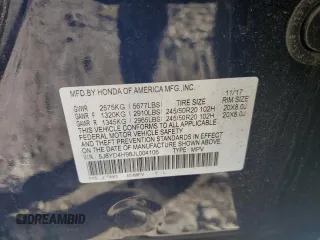 MFD. BY HONDA OF AMERICA MFG., INC. 11/17
GVWR 2575KG (5677LBS) TIRE SIZE RIM SIZE
GAWR F 1320KG (2910LBS) 245/50R20 102H 20X8.0J
GAWR R 1345KG (2965LBS) 245/50R20 102H 20X8.0J
THIS VEHICLE CONFORMS TO ALL APPLICABLE
FEDERAL MOTOR VEHICLE SAFETY AND
THEFT PREVENTION STANDARDS IN EFFECT ON
THE DATE OF MANUFACTURE SHOWN ABOVE.
TYPE: MPV
AutoBidMaster